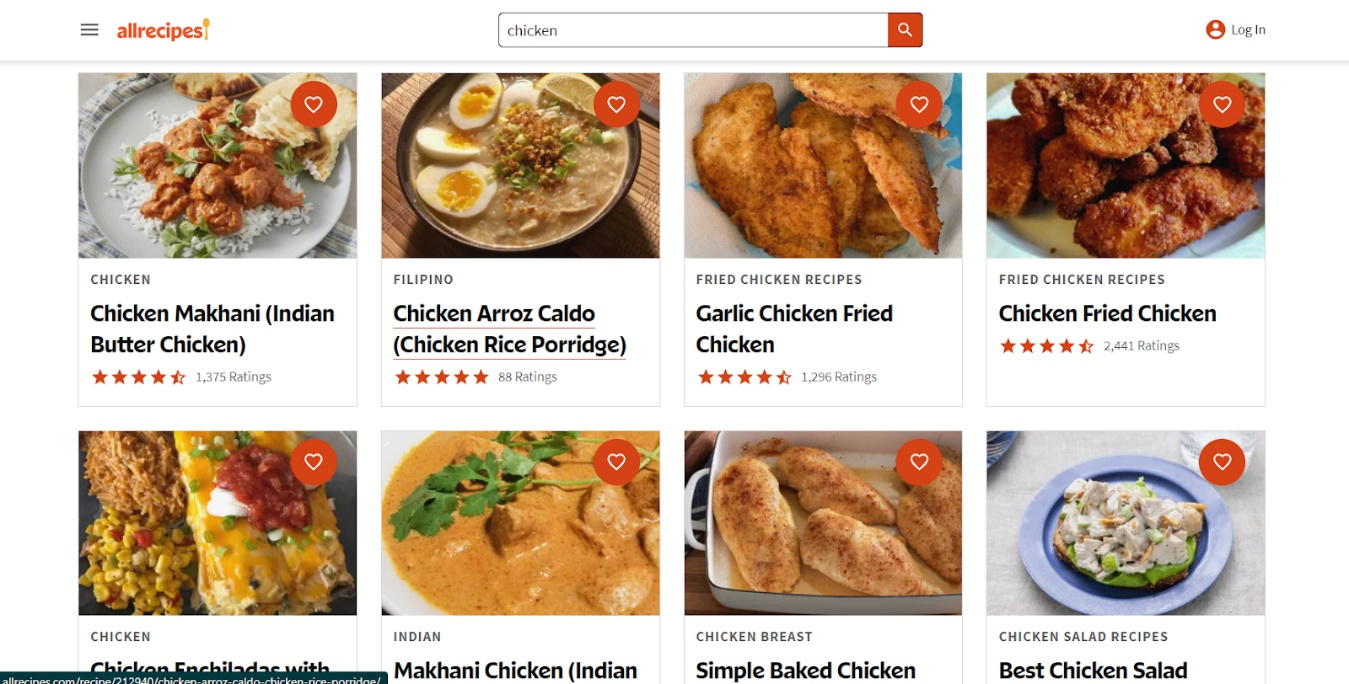 allrecipes
chicken
Log In
CHICKEN
Chicken Makhani (Indian
Butter Chicken)
1,375 Ratings
FILIPINO
Chicken Arroz Caldo
(Chicken Rice Porridge)
88 Ratings
FRIED CHICKEN RECIPES
Garlic Chicken Fried
Chicken
1,296 Ratings
FRIED CHICKEN RECIPES
Chicken Fried Chicken
2,441 Ratings
CHICKEN
Chicken Enchiladas with
INDIAN
Makhani Chicken (Indian
CHICKEN BREAST
Simple Baked Chicken
CHICKEN SALAD RECIPES
Best Chicken Salad
allrecipes.com/recipe/212940/chicken-arroz-caldo-chicken-rice-porridge/